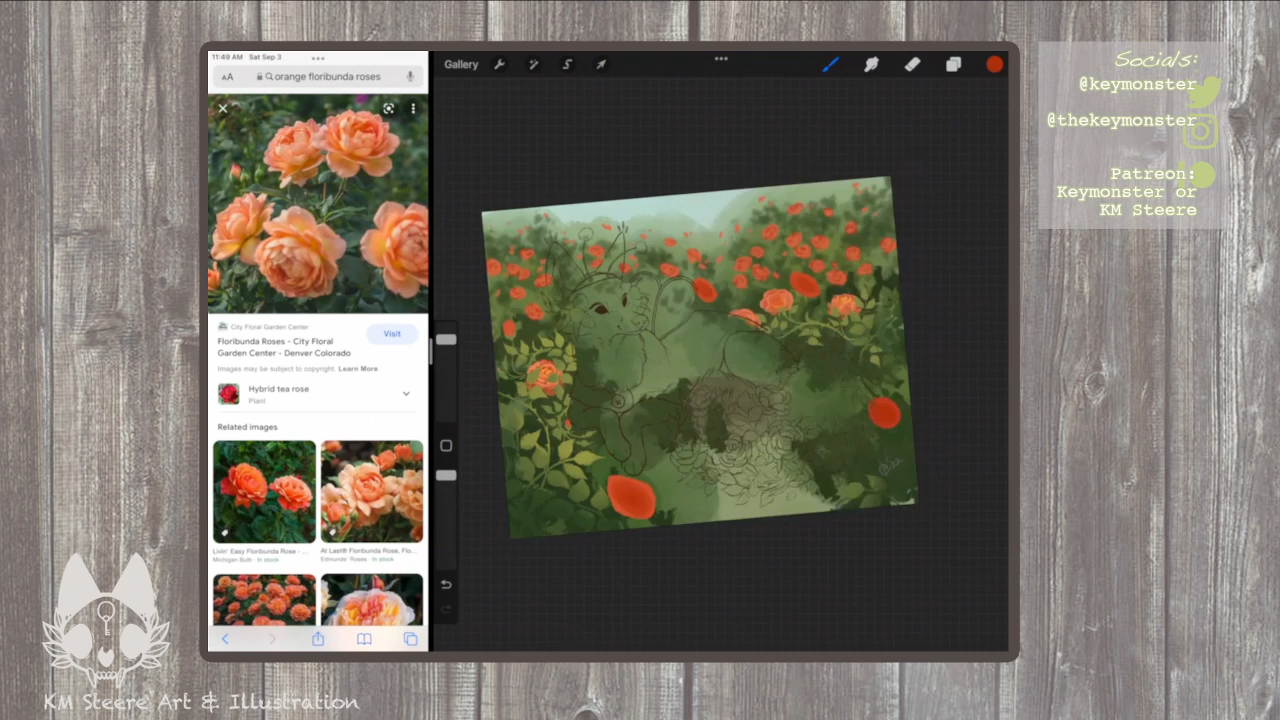 11:49 AM Sat Sep 3
AA
orange floribunda roses
City Floral Garden Center
Visit
Floribunda Roses - City Floral
Garden Center - Denver Colorado
Images may be subject to copyright. Learn More
Hybrid tea rose
Plant
Related images
Livin' Easy Floribunda Rose - ...
Michigan Bulb · In stock
At Last® Floribunda Rose, Flo...
Edmunds' Roses · In stock
Gallery
Socials:
@keymonster
@thekeymonster
Patreon:
Keymonster or
KM Steere
KM Steere Art & Illustration